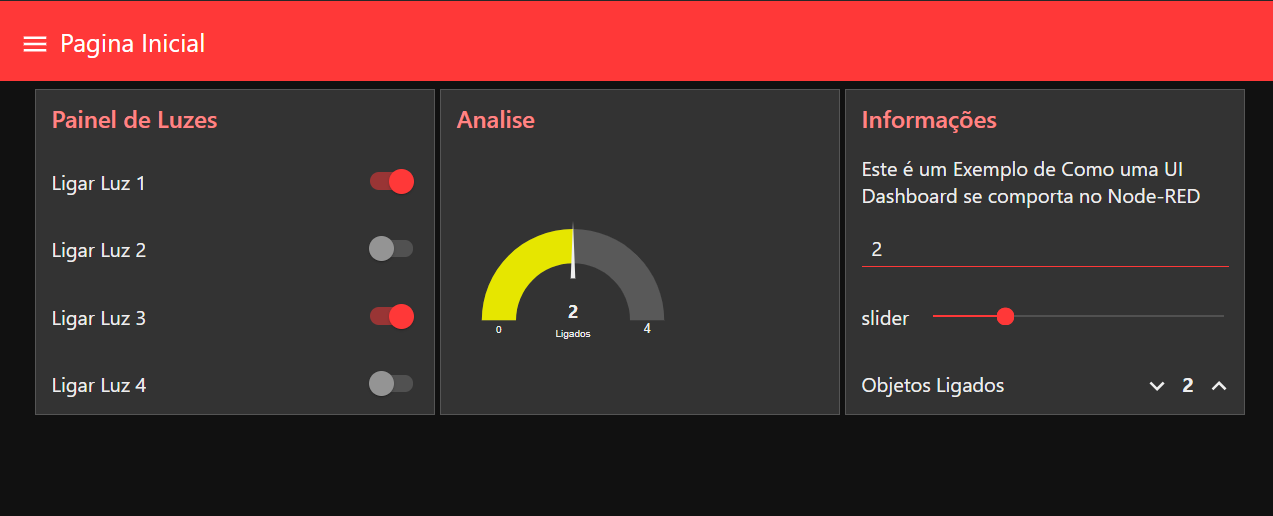 Pagina Inicial
Painel de Luzes
Ligar Luz 1
Ligar Luz 2
Ligar Luz 3
Ligar Luz 4
Analise
2
Ligados
0
4
Informações
Este é um Exemplo de Como uma UI
Dashboard se comporta no Node-RED
2
slider
Objetos Ligados 2